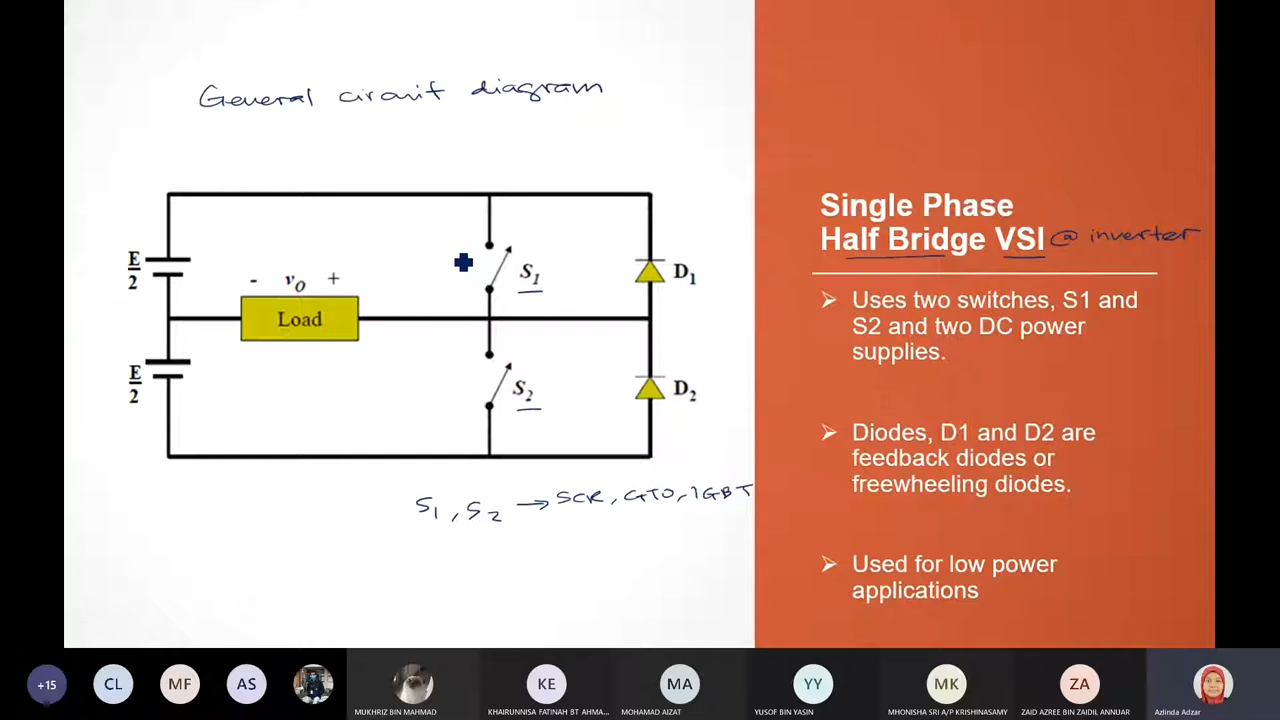 General circuit diagram
E
2
- vO +
Load
S1
D1
E
2
S2
D2
S1, S2 → SCR, GTO, IGBT
Single Phase
Half Bridge VSI @ inverter
➢ Uses two switches, S1 and
S2 and two DC power
supplies.
➢ Diodes, D1 and D2 are
feedback diodes or
freewheeling diodes.
➢ Used for low power
applications
+15
CL
MF
AS
MUKHRIZ BIN MAHMAD
KE
KHAIRUNNISA FATINAH BT AHMA...
MA
MOHAMAD AIZAT
YY
YUSOF BIN YASIN
MK
MHONISHA SRI A/P KRISHNASAMY
ZA
ZAID AZREE BIN ZAIDIL ANNUAR
Azlinda Adzar